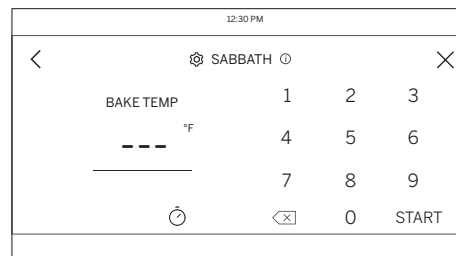 12:30 PM
SABBATH
BAKE TEMP
--- °F
1 2 3
4 5 6
7 8 9
0 START